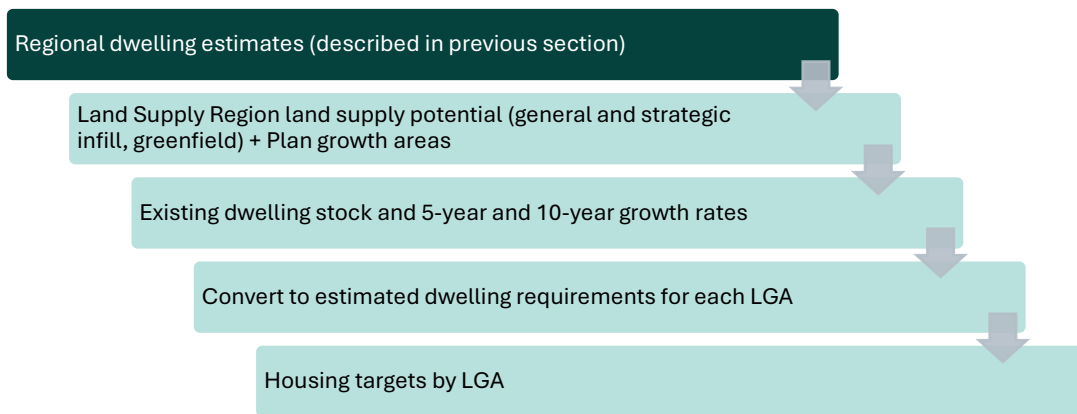 Regional dwelling estimates (described in previous section)
Land Supply Region land supply potential (general and strategic
infill, greenfield) + Plan growth areas
Existing dwelling stock and 5-year and 10-year growth rates
Convert to estimated dwelling requirements for each LGA
Housing targets by LGA